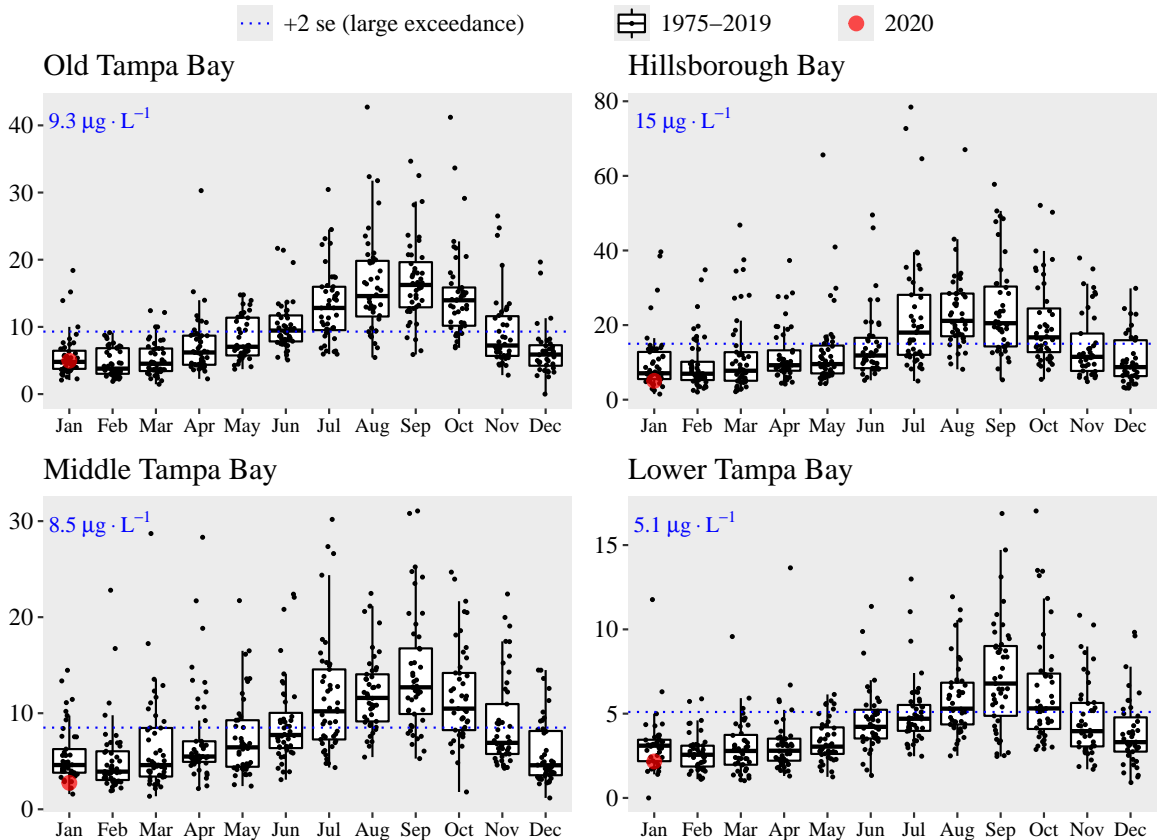 +2 se (large exceedance) 1975–2019 2020
Old Tampa Bay
9.3 μg · L⁻¹
40
30
20
10
0
Jan Feb Mar Apr May Jun Jul Aug Sep Oct Nov Dec
Hillsborough Bay
15 μg · L⁻¹
80
60
40
20
0
Jan Feb Mar Apr May Jun Jul Aug Sep Oct Nov Dec
Middle Tampa Bay
8.5 μg · L⁻¹
30
20
10
0
Jan Feb Mar Apr May Jun Jul Aug Sep Oct Nov Dec
Lower Tampa Bay
5.1 μg · L⁻¹
15
10
5
0
Jan Feb Mar Apr May Jun Jul Aug Sep Oct Nov Dec